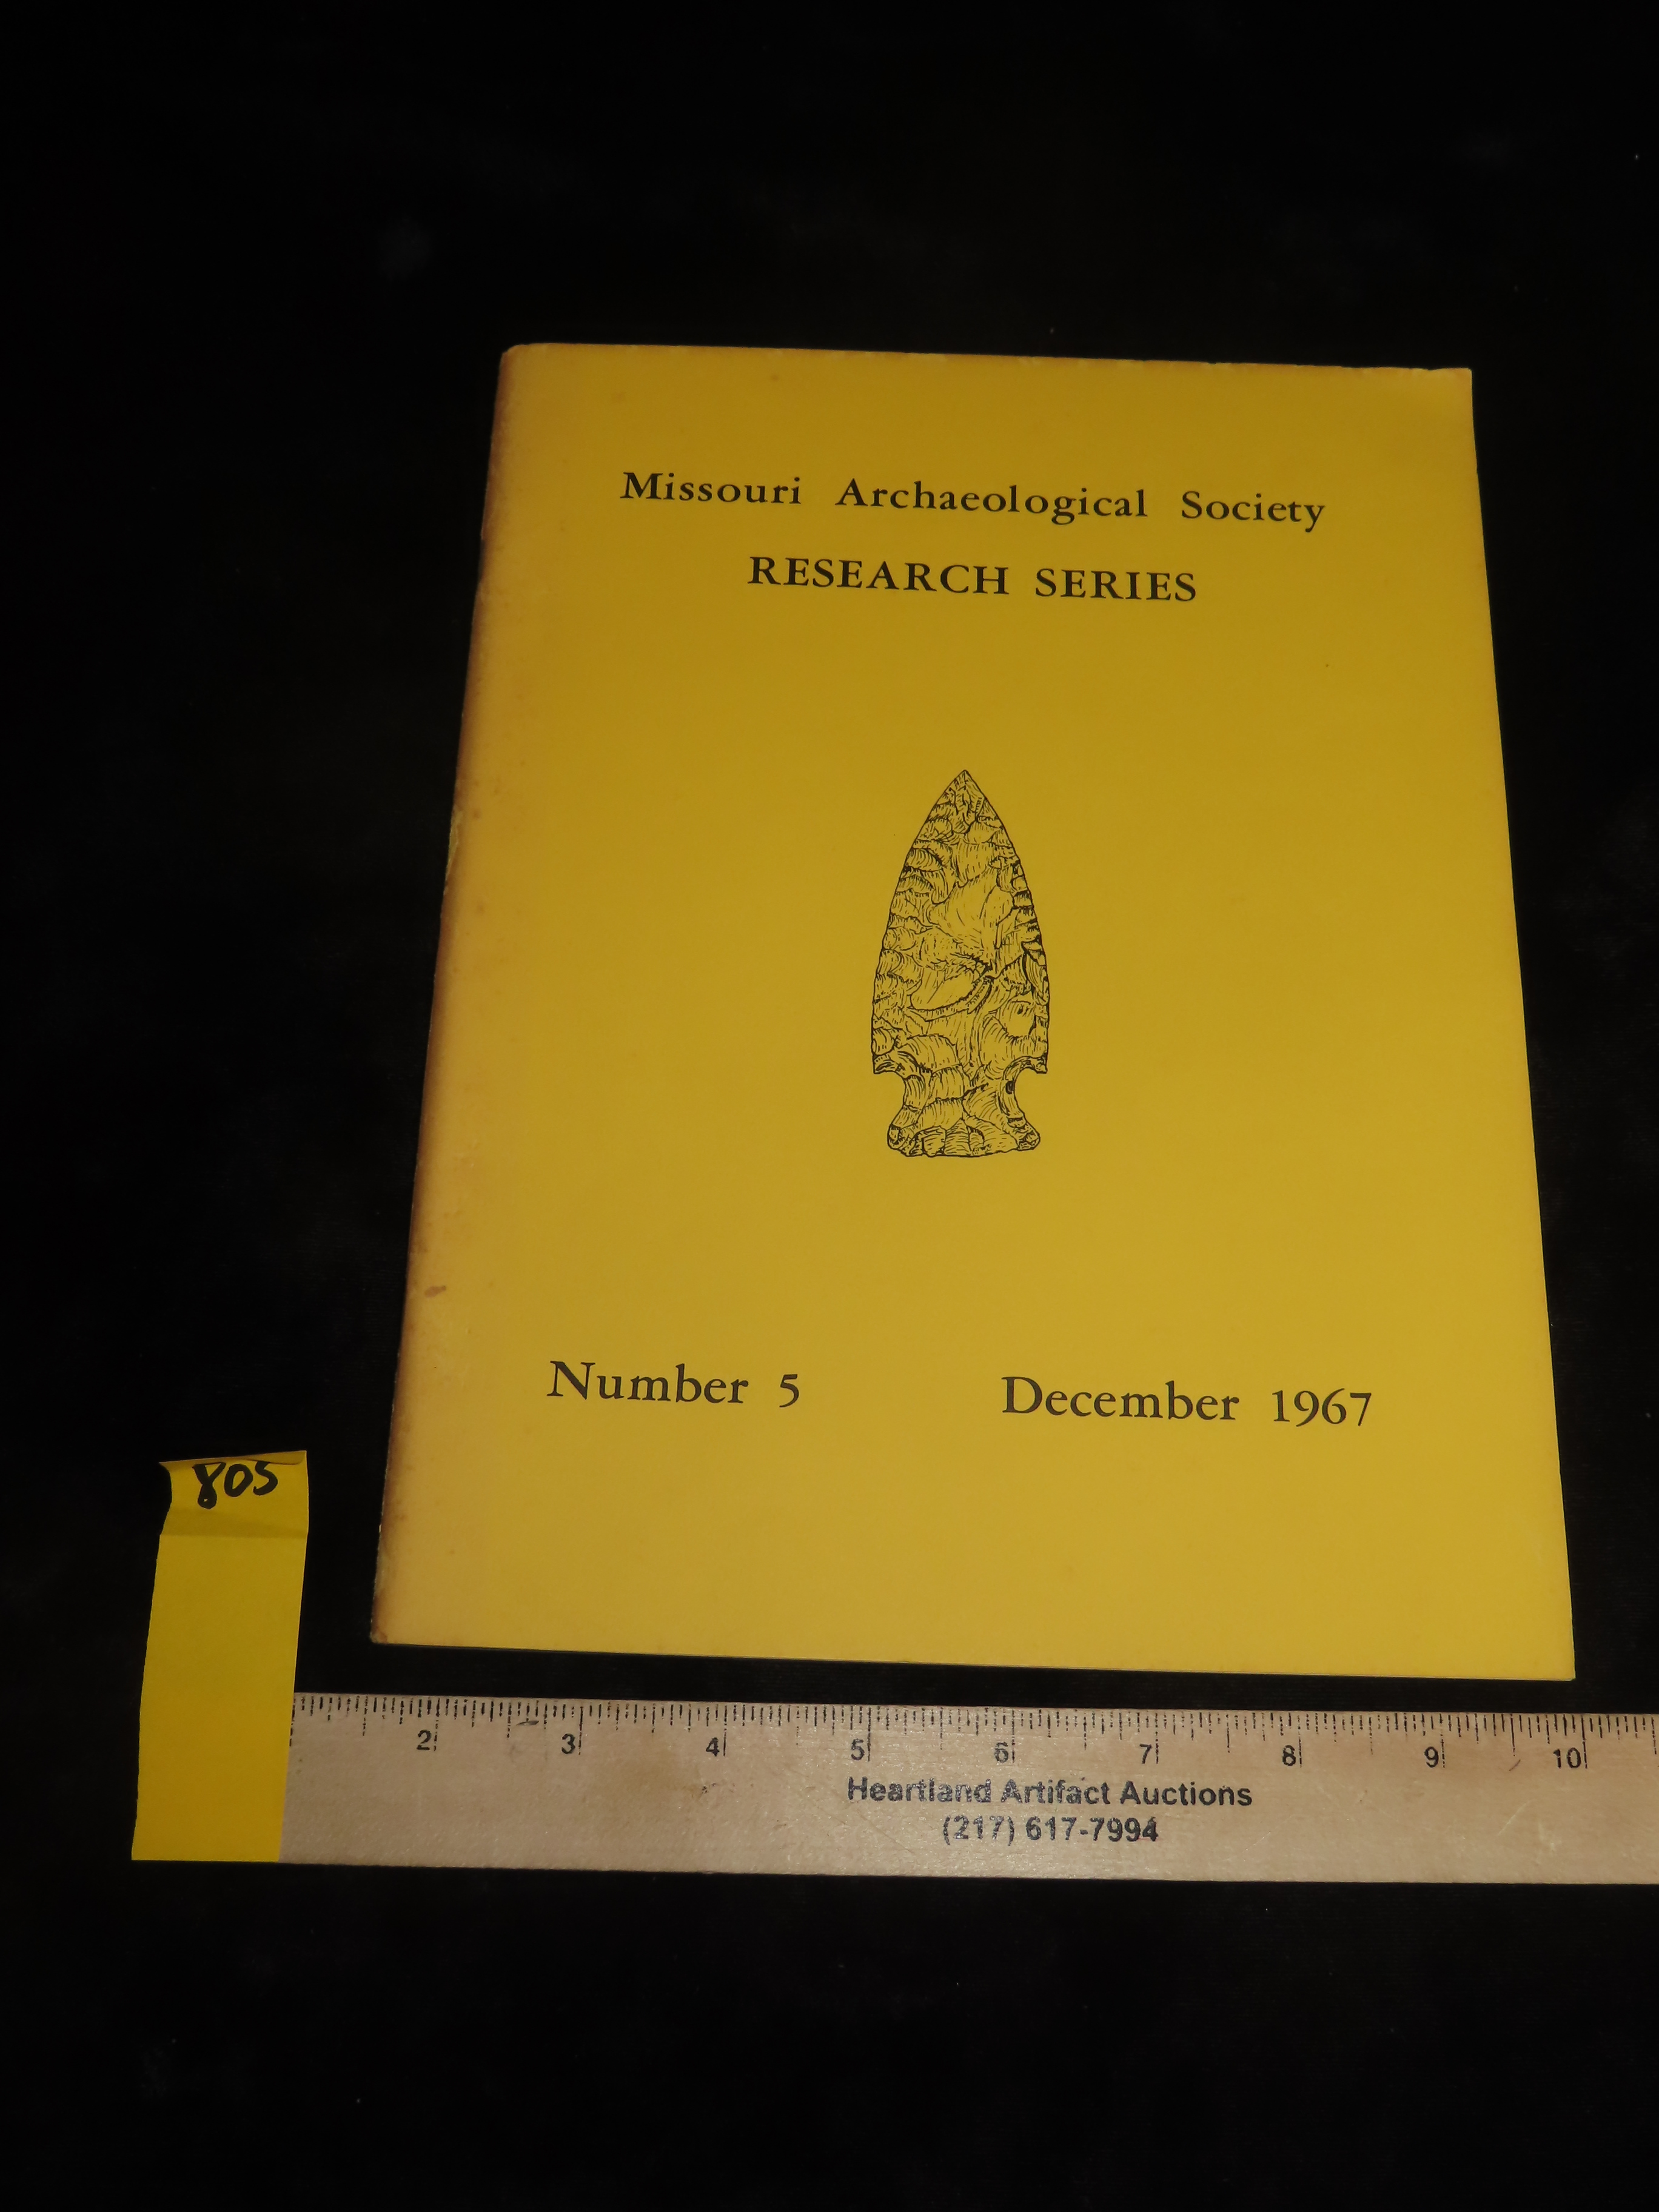 Missouri Archaeological Society
RESEARCH SERIES
Number 5 December 1967
805
2 3 4 5 6 7 8 9 10
Heartland Artifact Auctions
(217) 617-7994